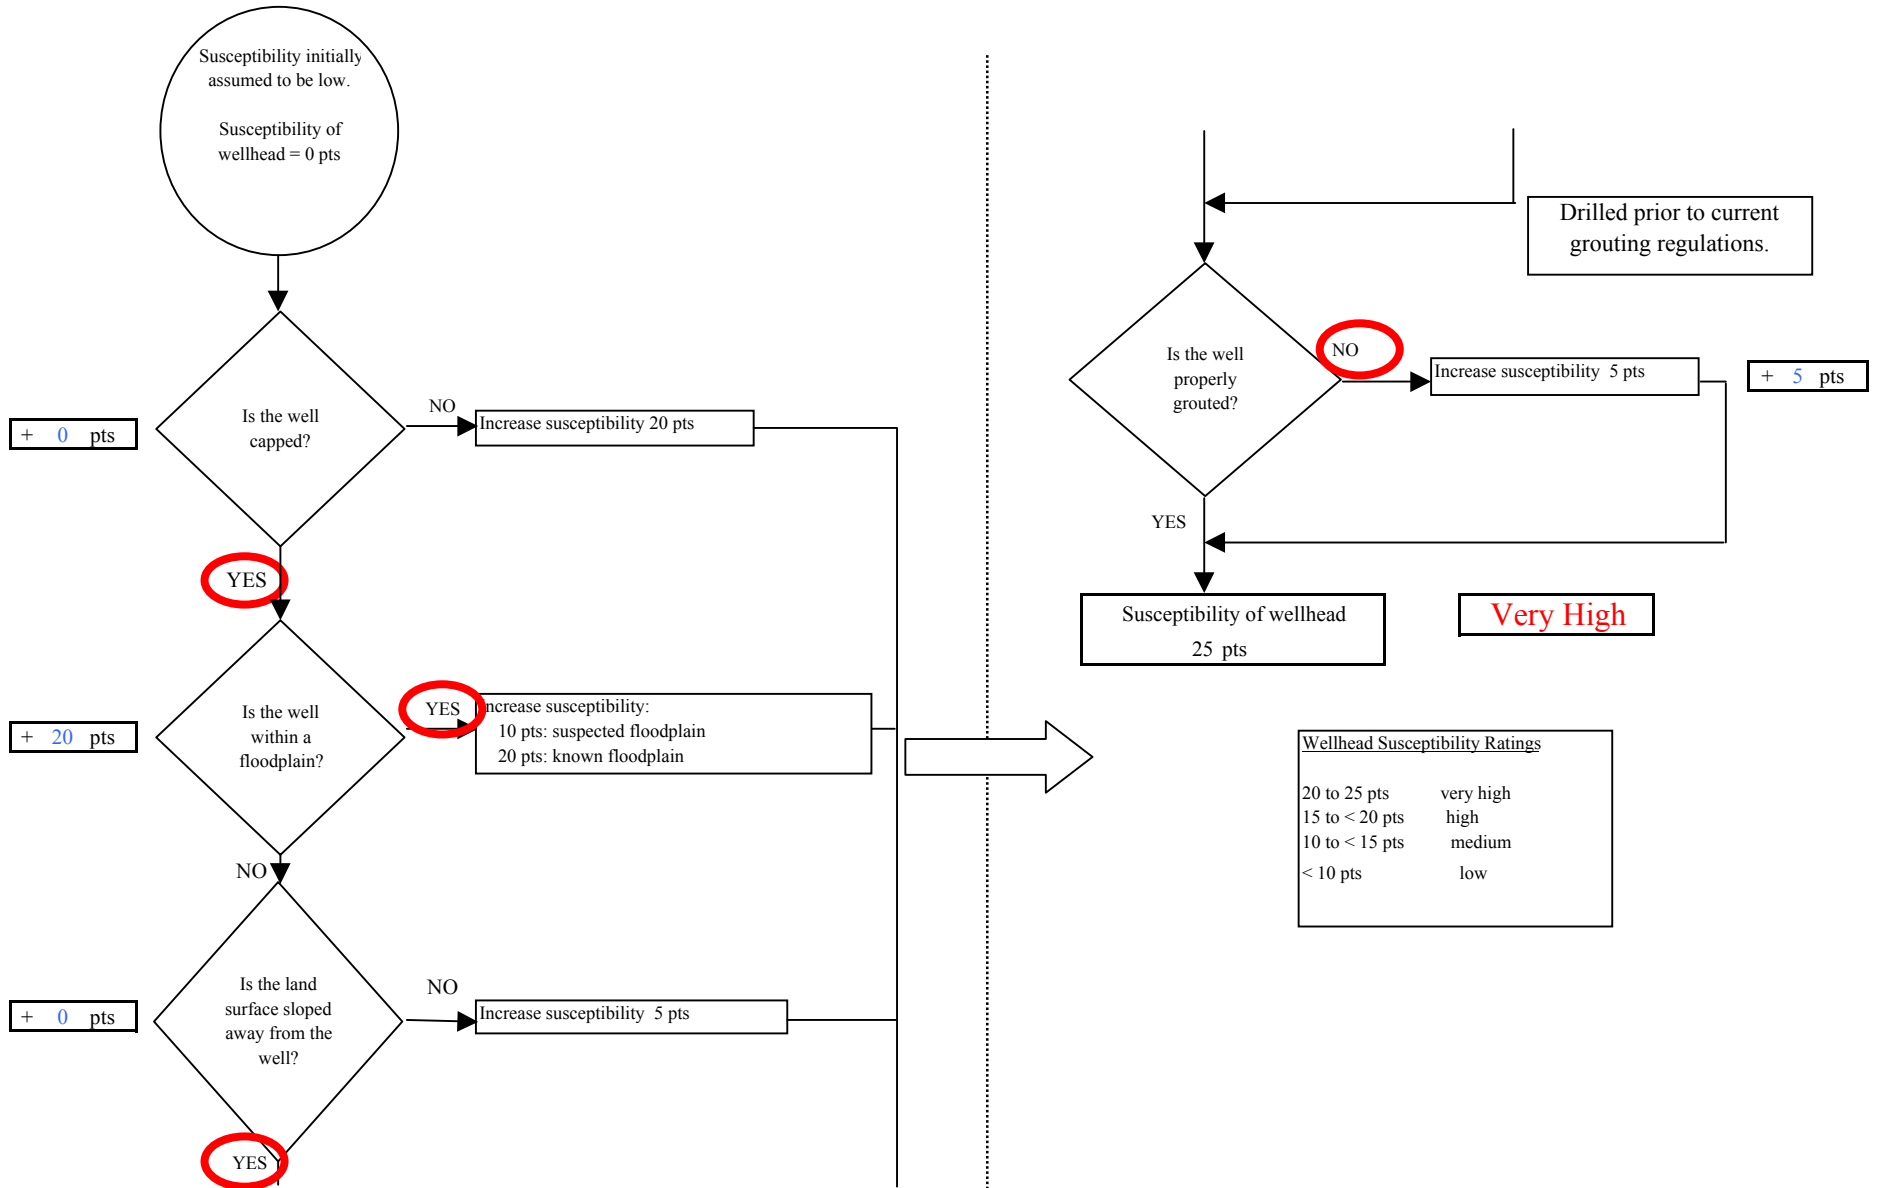 Susceptibility initially
assumed to be low.
Susceptibility of
wellhead = 0 pts
Is the well
capped?
NO
Increase susceptibility 20 pts
+ 0 pts
YES
Is the well
within a
floodplain?
YES
ncrease susceptibility:
10 pts: suspected floodplain
20 pts: known floodplain
+ 20 pts
NO
Is the land
surface sloped
away from the
well?
NO
Increase susceptibility 5 pts
+ 0 pts
YES
Drilled prior to current
grouting regulations.
Is the well
properly
grouted?
NO
Increase susceptibility 5 pts
+ 5 pts
YES
Susceptibility of wellhead
25 pts
Very High
Wellhead Susceptibility Ratings
20 to 25 pts very high
15 to < 20 pts high
10 to < 15 pts medium
< 10 pts low